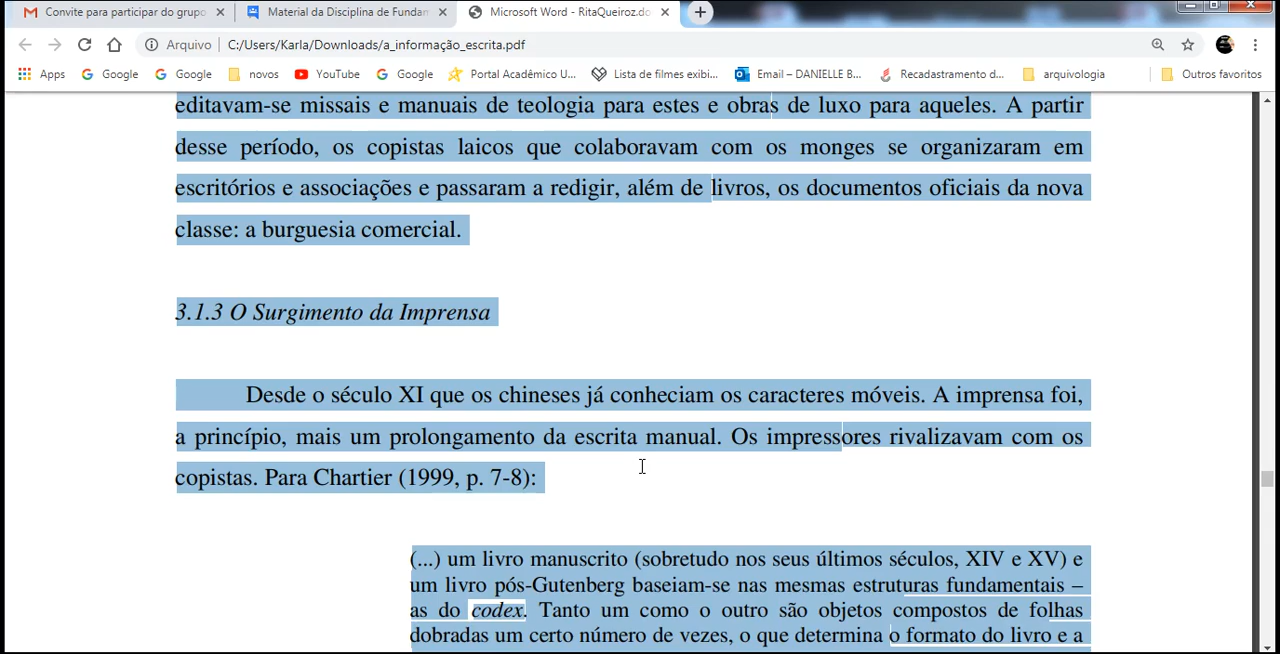 Convite para participar do grupo
Material da Disciplina de Fundam
Microsoft Word - RitaQueiroz.do
Arquivo
C:/Users/Karla/Downloads/a_informação_escrita.pdf
Apps
Google
Google
novos
YouTube
Google
Portal Acadêmico U...
Lista de filmes exibi...
Email – DANIELLE B...
Recadastramento d...
arquivologia
Outros favoritos
editavam-se missais e manuais de teologia para estes e obras de luxo para aqueles. A partir
desse período, os copistas laicos que colaboravam com os monges se organizaram em
escritórios e associações e passaram a redigir, além de livros, os documentos oficiais da nova
classe: a burguesia comercial.
3.1.3 O Surgimento da Imprensa
Desde o século XI que os chineses já conheciam os caracteres móveis. A imprensa foi,
a princípio, mais um prolongamento da escrita manual. Os impressores rivalizavam com os
copistas. Para Chartier (1999, p. 7-8):
(...) um livro manuscrito (sobretudo nos seus últimos séculos, XIV e XV) e
um livro pós-Gutenberg baseiam-se nas mesmas estruturas fundamentais –
as do codex. Tanto um como o outro são objetos compostos de folhas
dobradas um certo número de vezes, o que determina o formato do livro e a